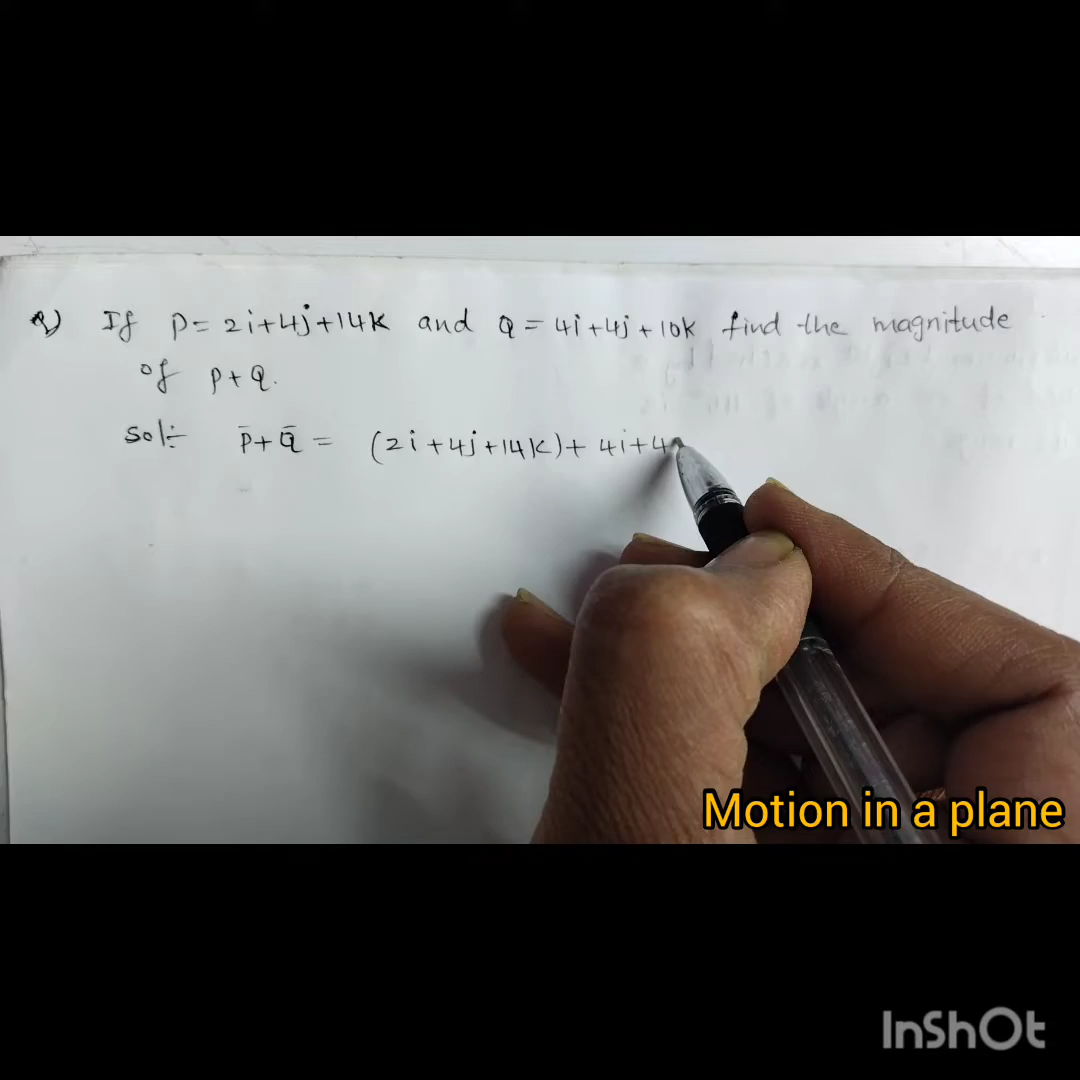 Q) If P = 2i+4j+14k and Q = 4i+4j+10k find the magnitude
of P+Q.
Sol:- P̄+Q̄ = (2i+4j+14k)+ 4i+4
Motion in a plane
InShOt